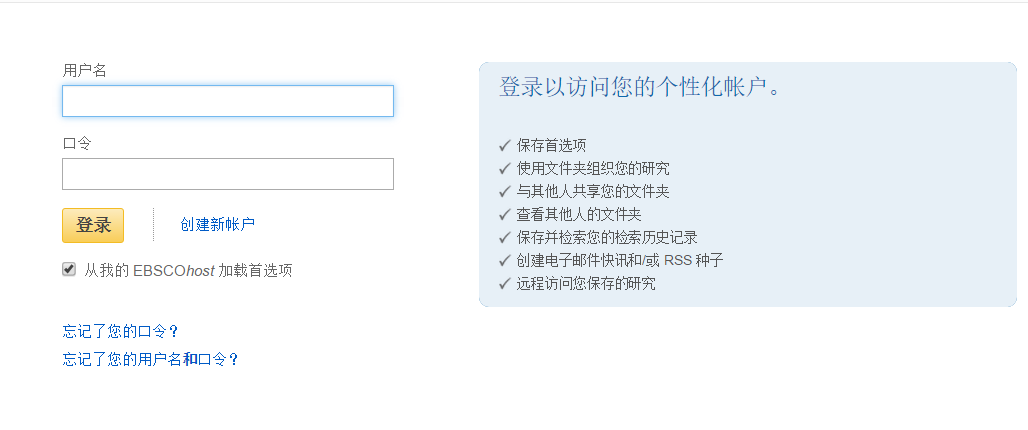 用户名
口令
登录
创建新帐户
从我的 EBSCOhost 加载首选项
忘记了您的口令？
忘记了您的用户名和口令？
登录以访问您的个性化帐户。
保存首选项
使用文件夹组织您的研究
与其他人共享您的文件夹
查看其他人的文件夹
保存并检索您的检索历史记录
创建电子邮件快讯和/或 RSS 种子
远程访问您保存的研究